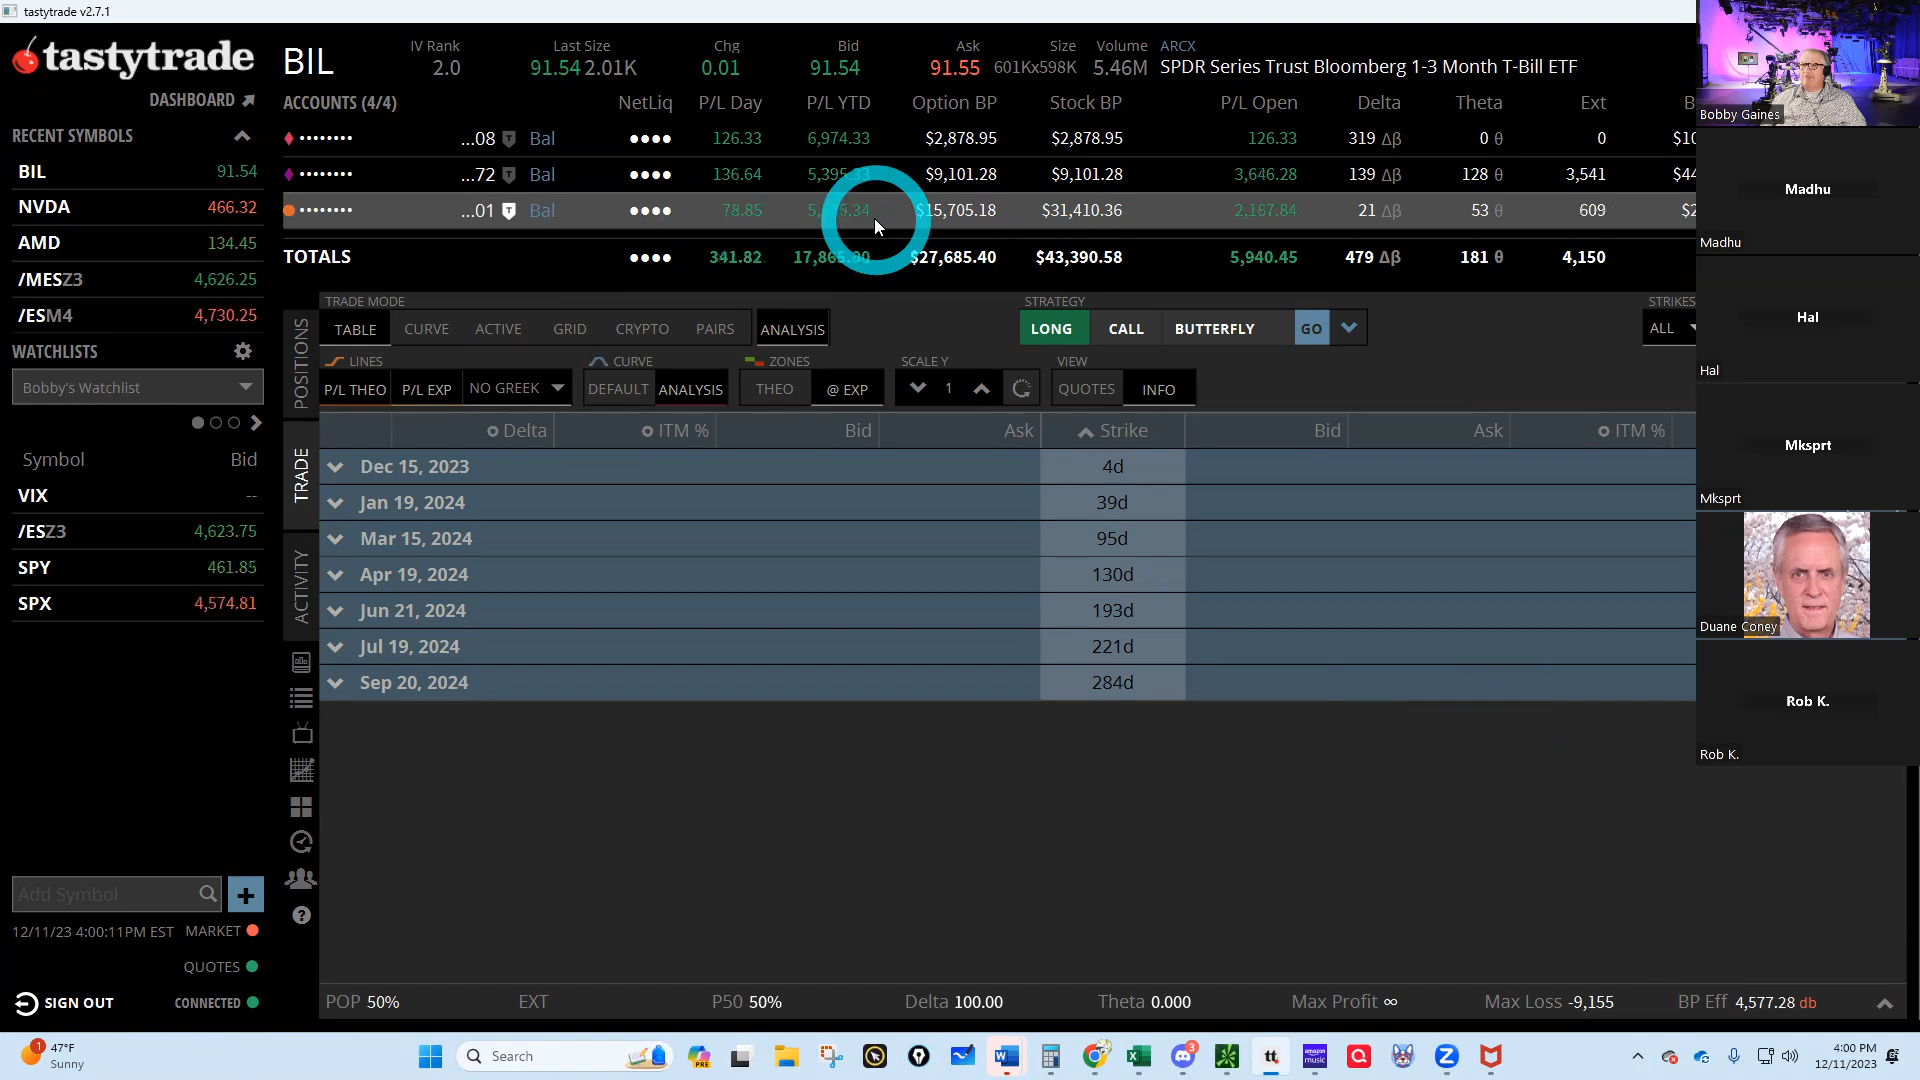 tastytrade v2.7.1
tastytrade
DASHBOARD
RECENT SYMBOLS
BIL 91.54
NVDA 466.32
AMD 134.45
/MESZ3 4,626.25
/ESM4 4,730.25
WATCHLISTS
Bobby's Watchlist
Symbol Bid
VIX --
/ESZ3 4,623.75
SPY 461.85
SPX 4,574.81
Add Symbol
12/11/23 4:00:11PM EST MARKET
QUOTES
SIGN OUT CONNECTED
BIL
IV Rank Last Size Chg Bid Ask Size Volume ARCX
2.0 91.54 2.01K 0.01 91.54 91.55 601Kx598K 5.46M SPDR Series Trust Bloomberg 1-3 Month T-Bill ETF
ACCOUNTS (4/4) NetLiq P/L Day P/L YTD Option BP Stock BP P/L Open Delta Theta Ext
...08 Bal 126.33 6,974.33 $2,878.95 $2,878.95 126.33 319 Δβ 0 θ 0
...72 Bal 136.64 $9,101.28 $9,101.28 3,646.28 139 Δβ 128 θ 3,541
...01 Bal 78.85 $15,705.18 $31,410.36 2,167.84 21 Δβ 53 θ 609
TOTALS 341.82 $27,685.40 $43,390.58 5,940.45 479 Δβ 181 θ 4,150
TRADE MODE STRATEGY STRIKES
TABLE CURVE ACTIVE GRID CRYPTO PAIRS ANALYSIS LONG CALL BUTTERFLY GO ALL
LINES CURVE ZONES SCALE Y VIEW
P/L THEO P/L EXP NO GREEK DEFAULT ANALYSIS THEO @ EXP 1 QUOTES INFO
POSITIONS
TRADE
ACTIVITY
Delta ITM % Bid Ask Strike Bid Ask ITM %
Dec 15, 2023 4d
Jan 19, 2024 39d
Mar 15, 2024 95d
Apr 19, 2024 130d
Jun 21, 2024 193d
Jul 19, 2024 221d
Sep 20, 2024 284d
POP 50% EXT P50 50% Delta 100.00 Theta 0.000 Max Profit ∞ Max Loss -9,155 BP Eff 4,577.28 db
Bobby Gaines
Madhu
Madhu
Hal
Hal
Mksprt
Mksprt
Duane Coney
Rob K.
Rob K.
1
47°F
Sunny
Search
PRE
amazon music
tt
3
4:00 PM
12/11/2023